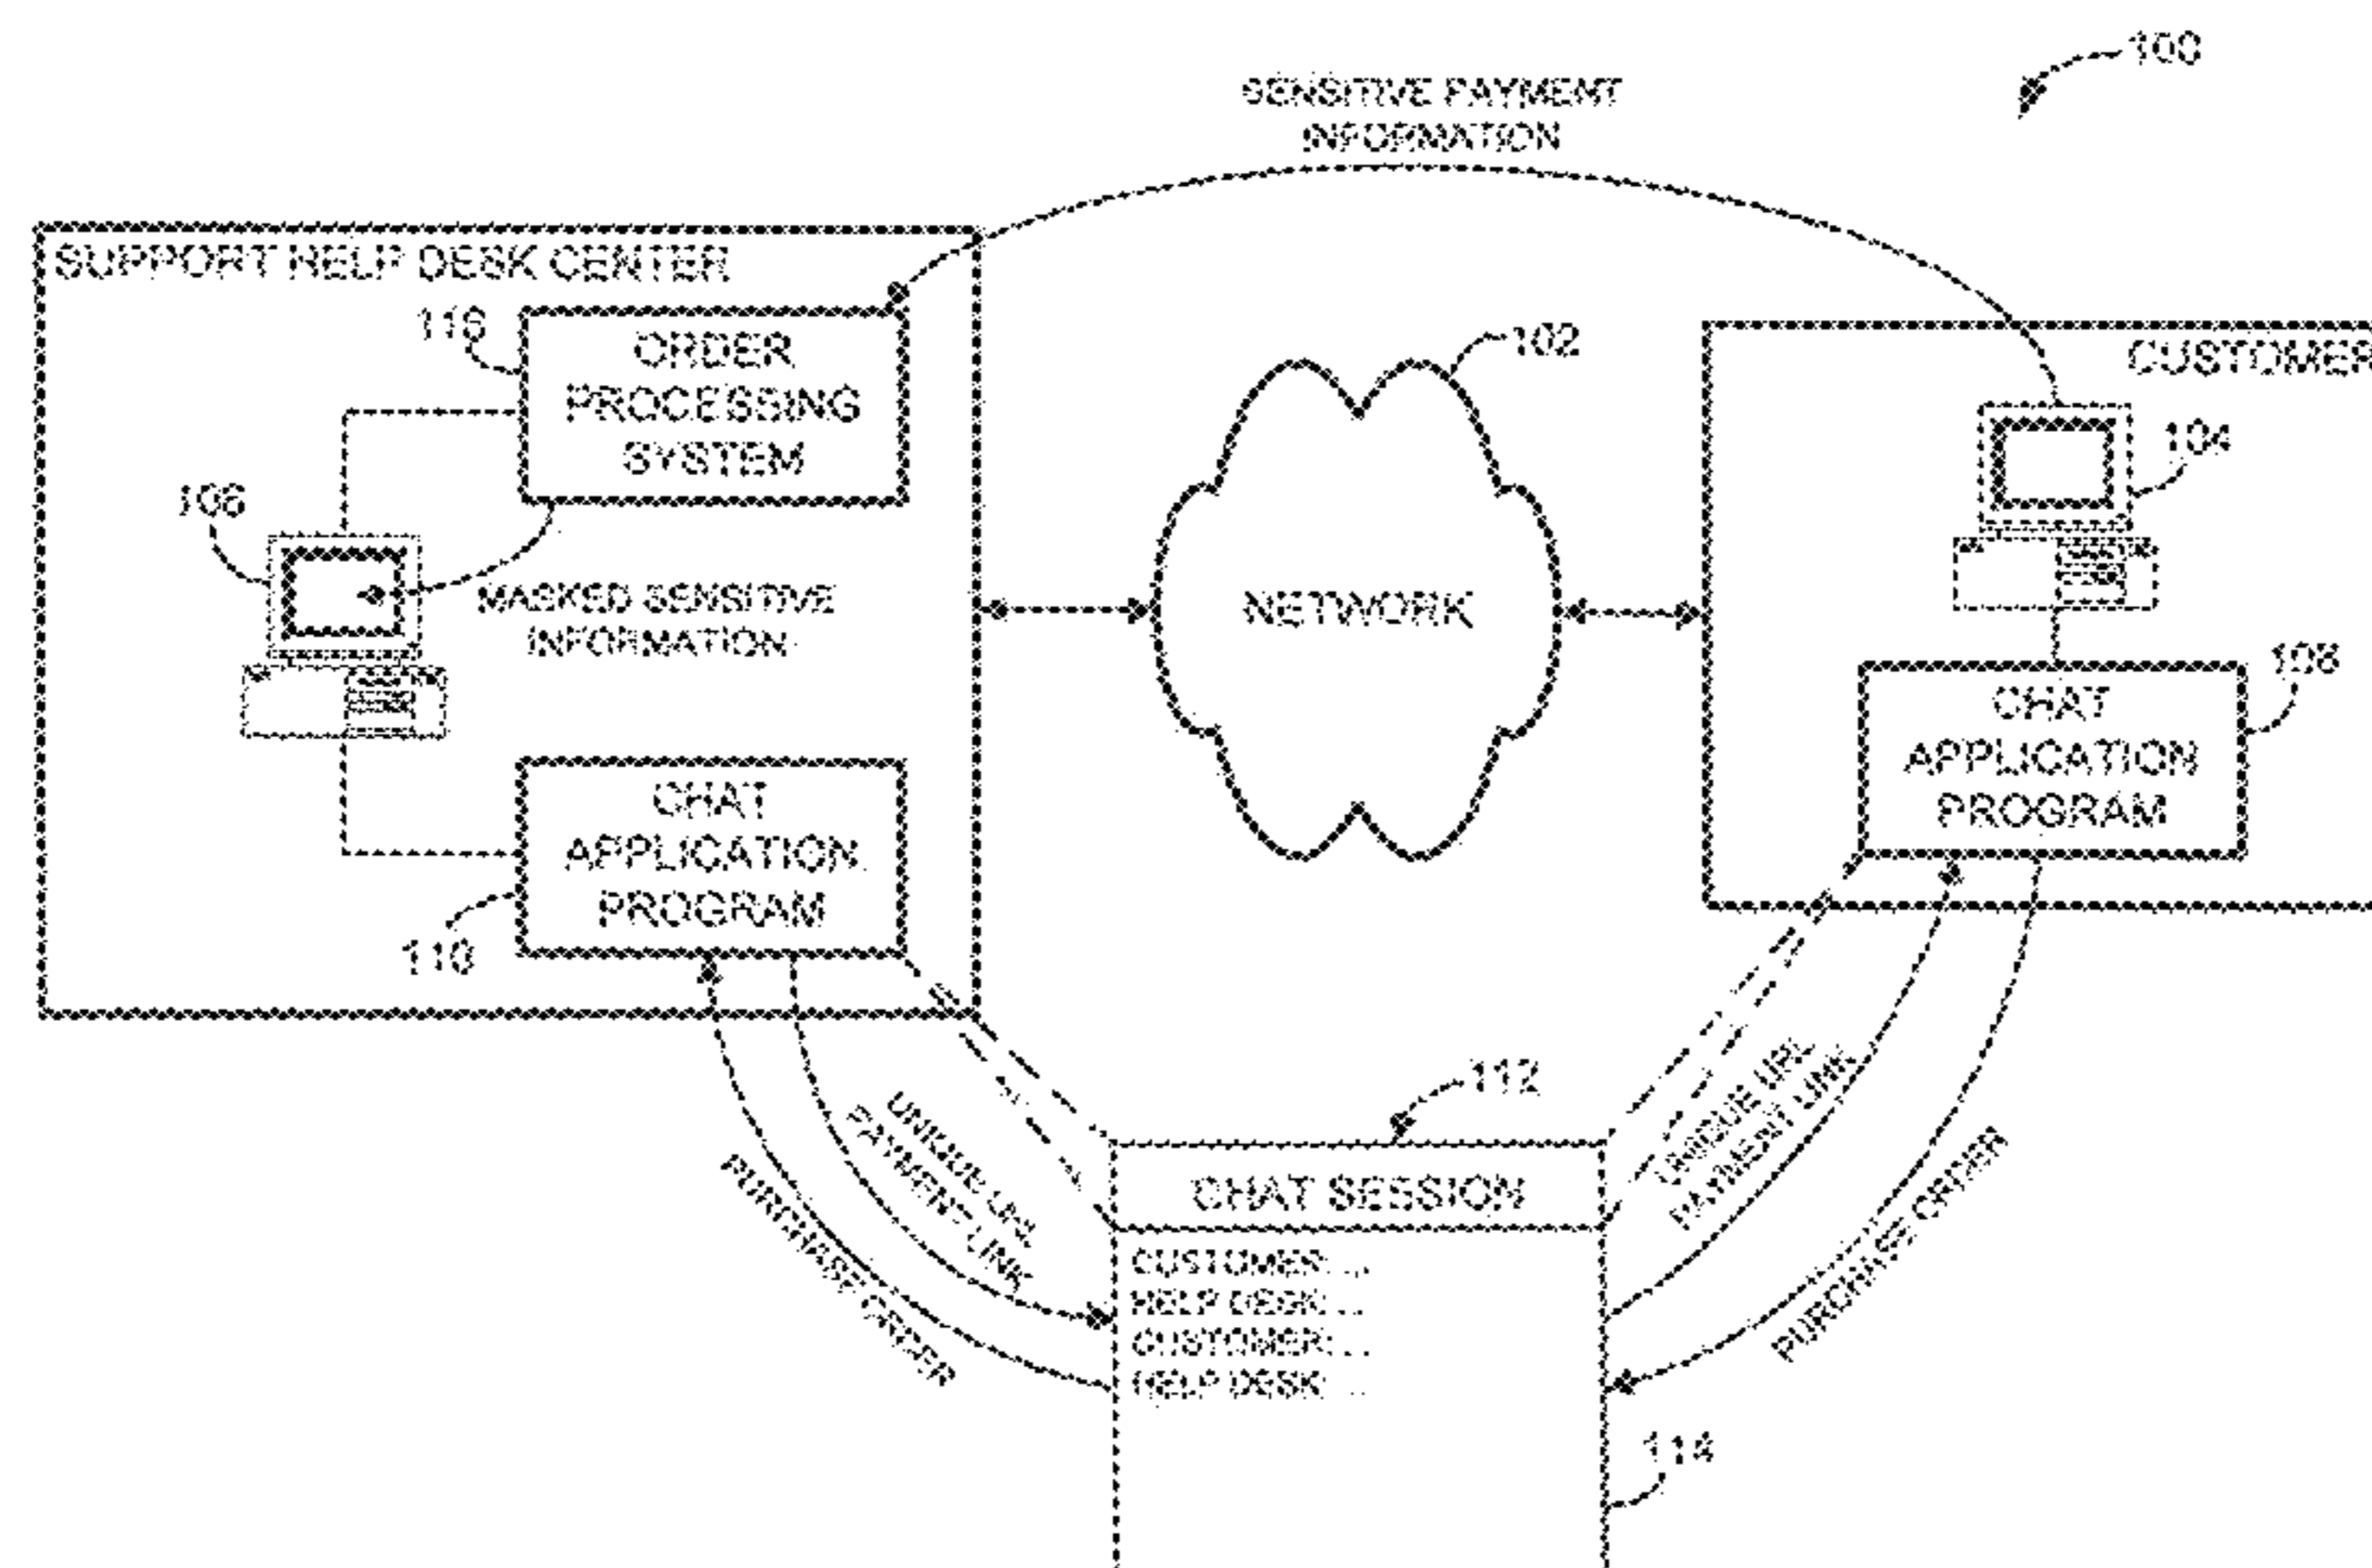 100
SENSITIVE PAYMENT
INFORMATION
SUPPORT HELP DESK CENTER
116
ORDER
PROCESSING
SYSTEM
102
CUSTOMER
104
106
MASKED SENSITIVE
INFORMATION
NETWORK
108
CHAT
APPLICATION
PROGRAM
CHAT
APPLICATION
PROGRAM
110
112
UNIQUE URL
PAYMENT LINK
PURCHASE ORDER
UNIQUE URL
PAYMENT LINK
PURCHASE ORDER
CHAT SESSION
CUSTOMER: ...
HELP DESK: ...
CUSTOMER: ...
HELP DESK: ...
114